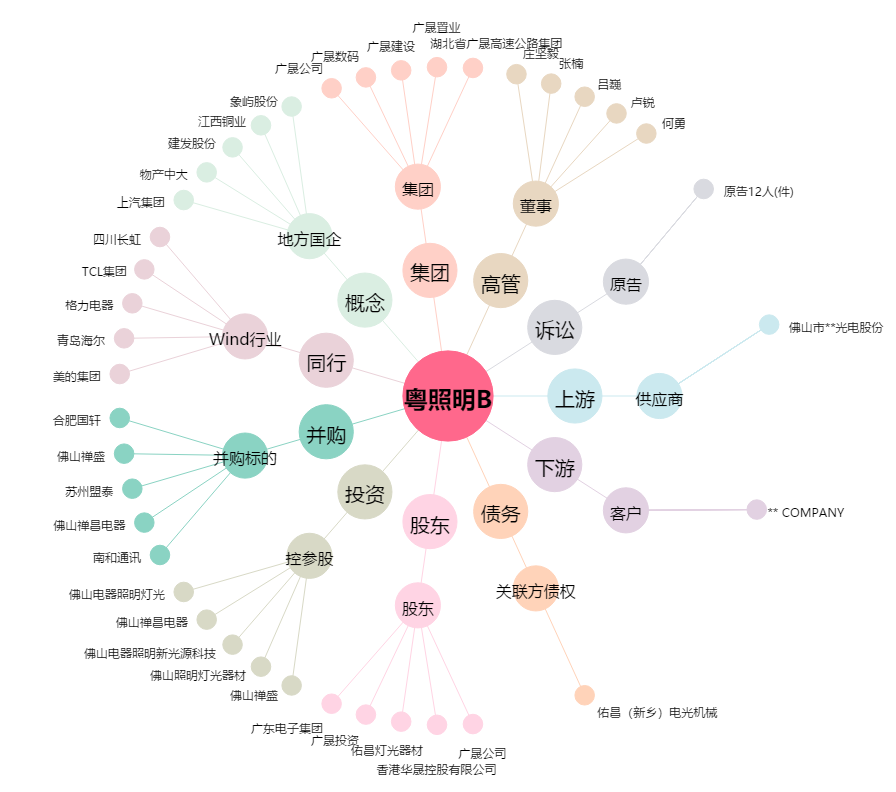 广晟置业
广晟建设
湖北省广晟高速公路集团
广晟数码
庄坚毅
广晟公司
张楠
吕巍
象屿股份
卢锐
江西铜业
何勇
建发股份
物产中大
集团
原告12人(件)
上汽集团
董事
四川长虹
地方国企
TCL集团
集团
高管
原告
格力电器
概念
佛山市**光电股份
青岛海尔
Wind行业
诉讼
同行
美的集团
粤照明B
上游
供应商
合肥国轩
并购
佛山禅盛
并购标的
下游
苏州盟泰
投资
佛山禅昌电器
股东
债务
客户
** COMPANY
南和通讯
控参股
佛山电器照明灯光
关联方债权
佛山禅昌电器
股东
佛山电器照明新光源科技
佛山照明灯光器材
佛山禅盛
佑昌（新乡）电光机械
广东电子集团
广晟投资
佑昌灯光器材
广晟公司
香港华晟控股有限公司